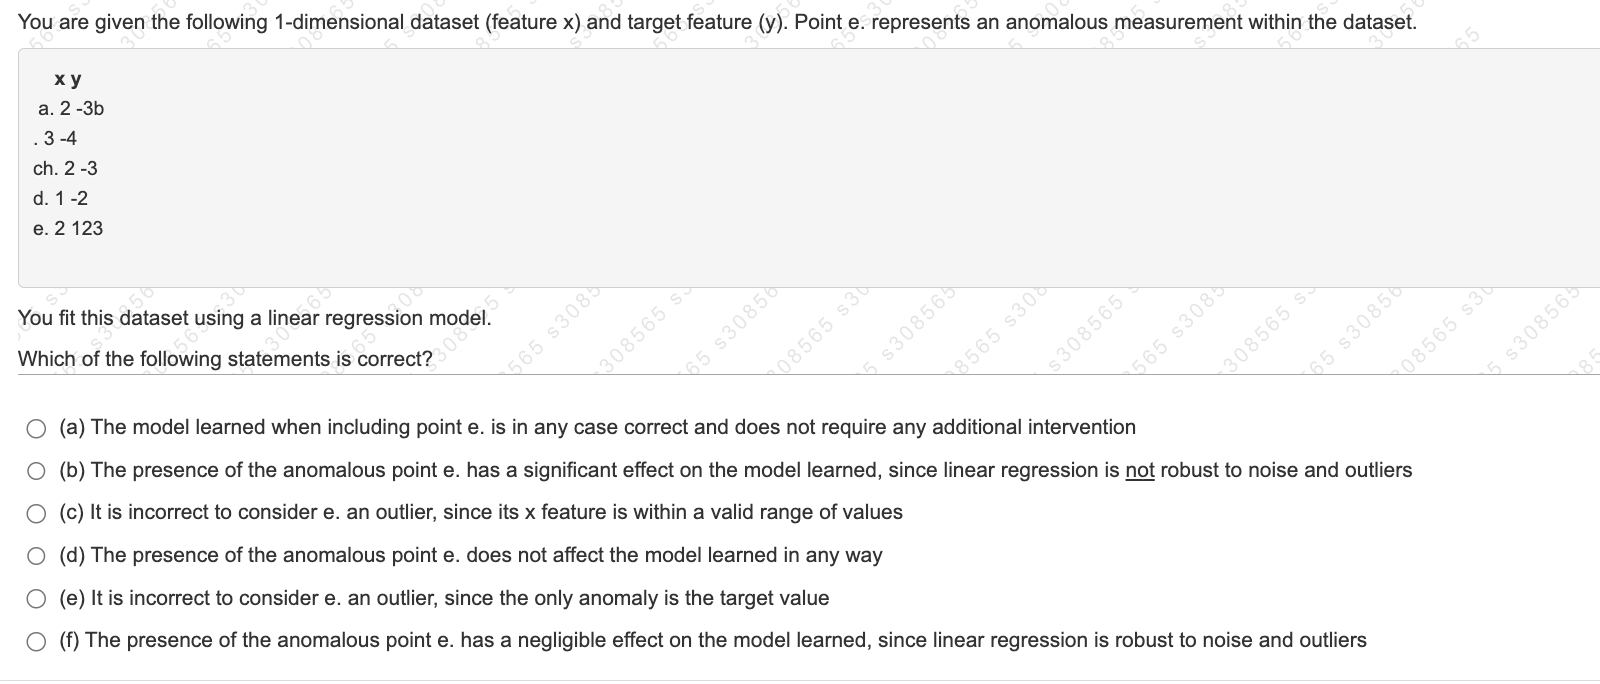 You are given the following 1-dimensional dataset (feature x) and target feature (y). Point e. represents an anomalous measurement within the dataset.
x y
a. 2 -3b
. 3 -4
ch. 2 -3
d. 1 -2
e. 2 123
You fit this dataset using a linear regression model.
Which of the following statements is correct?
(a) The model learned when including point e. is in any case correct and does not require any additional intervention
(b) The presence of the anomalous point e. has a significant effect on the model learned, since linear regression is not robust to noise and outliers
(c) It is incorrect to consider e. an outlier, since its x feature is within a valid range of values
(d) The presence of the anomalous point e. does not affect the model learned in any way
(e) It is incorrect to consider e. an outlier, since the only anomaly is the target value
(f) The presence of the anomalous point e. has a negligible effect on the model learned, since linear regression is robust to noise and outliers